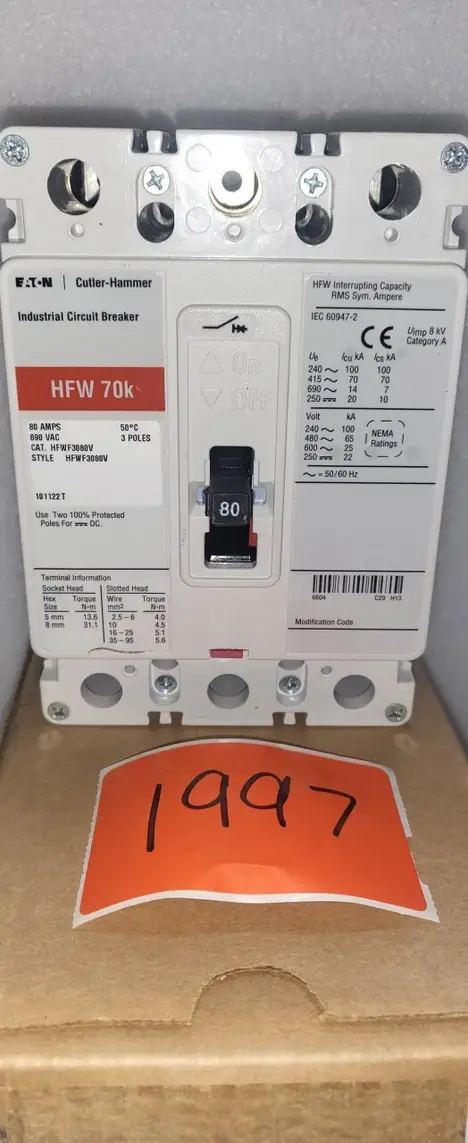 EATON | Cutler-Hammer
Industrial Circuit Breaker
HFW 70k
80 AMPS 50°C
690 VAC 3 POLES
CAT. HFWF3080V
STYLE HFWF3080V
101122T
Use Two 100% Protected
Poles For ⎓ DC.
Terminal Information
Socket Head Slotted Head
Hex Torque Wire Torque
Size N-m mm² N-m
5 mm 13.6 2.5-6 4.0
8 mm 31.1 10 4.5
16-25 5.1
35-95 5.6
△ On
▽ OFF
80
HFW Interrupting Capacity
RMS Sym. Ampere
IEC 60947-2
CE Uimp 8 kV
Category A
Ue Icu kA Ics kA
240 ~ 100 100
415 ~ 70 70
690 ~ 14 7
250 ⎓ 20 10
Volt kA
240 ~ 100
480 ~ 65
600 ~ 25
250 ⎓ 22
NEMA
Ratings
~ = 50/60 Hz
6604 C29 H13
Modification Code
1997